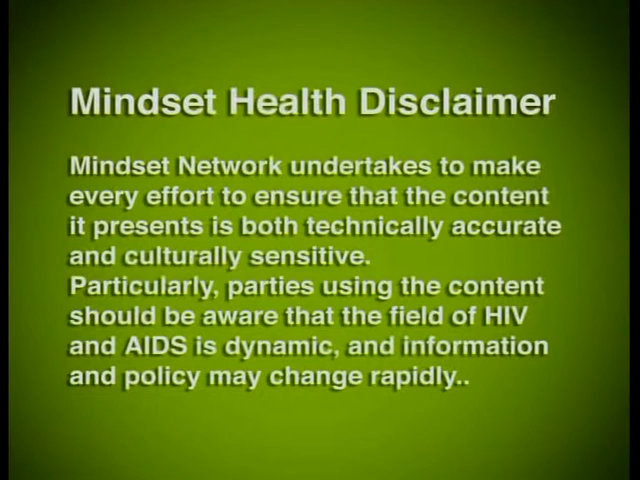 Mindset Health Disclaimer
Mindset Network undertakes to make
every effort to ensure that the content
it presents is both technically accurate
and culturally sensitive.
Particularly, parties using the content
should be aware that the field of HIV
and AIDS is dynamic, and information
and policy may change rapidly..